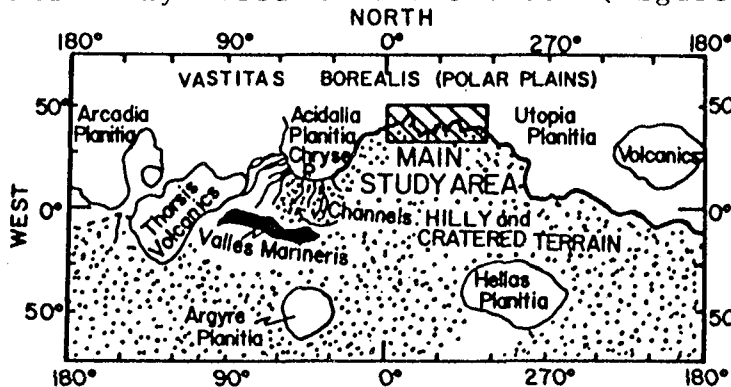 NORTH
180° 90° 0° 270° 180°
VASTITAS BOREALIS (POLAR PLAINS)
50° 50
Arcadia Planitia
Acidalia Planitia
Chryse P.
Utopia Planitia
Volcanics
MAIN STUDY AREA
WEST
0° 0°
Tharsis Volcanics
Channels
HILLY and CRATERED TERRAIN
Valles Marineris
Hellas Planitia
50° 50
Argyre Planitia
180° 90° 0° 270° 180°